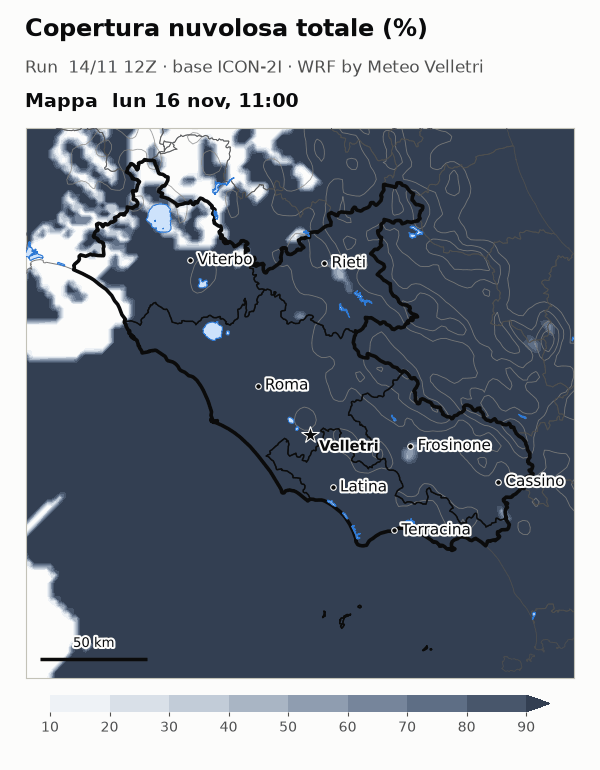 Copertura nuvolosa totale (%)
Run  14/11 12Z · base ICON-2I · WRF by Meteo Velletri
Mappa  lun 16 nov, 11:00
Viterbo
Rieti
Roma
Velletri
Frosinone
Cassino
Latina
Terracina
50 km
10 20 30 40 50 60 70 80 90